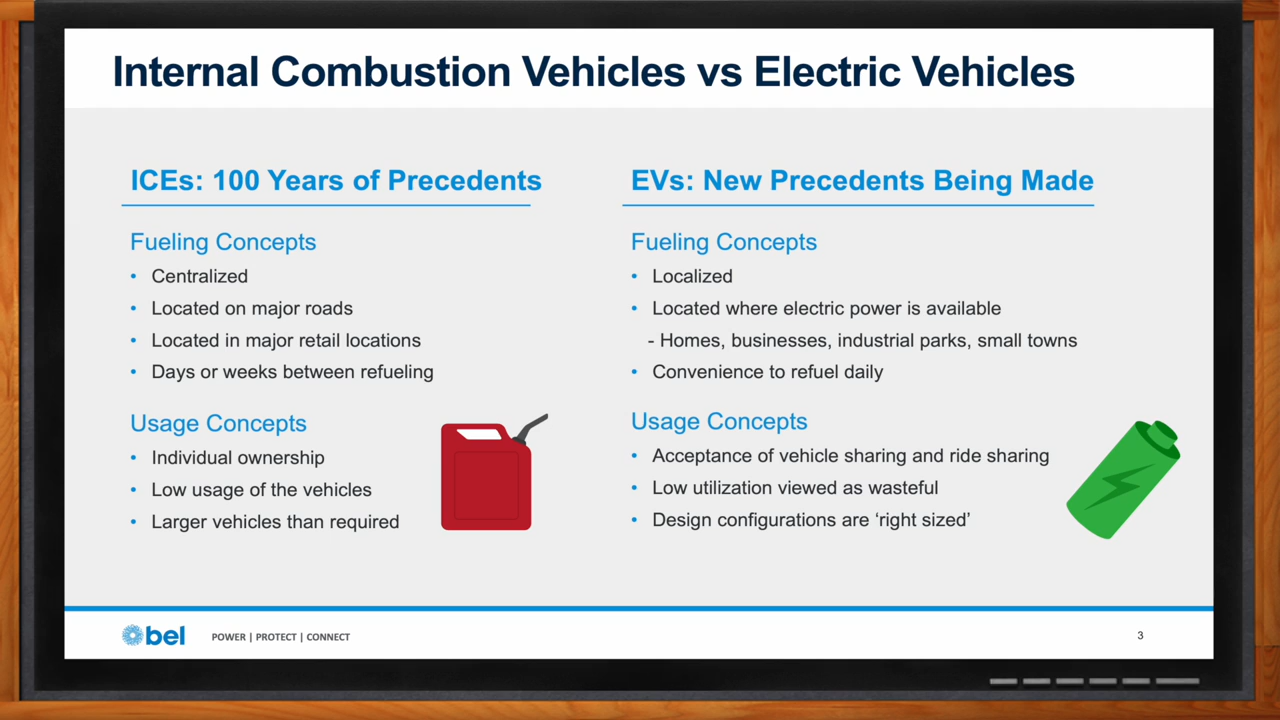 Internal Combustion Vehicles vs Electric Vehicles
ICEs: 100 Years of Precedents
Fueling Concepts
• Centralized
• Located on major roads
• Located in major retail locations
• Days or weeks between refueling
Usage Concepts
• Individual ownership
• Low usage of the vehicles
• Larger vehicles than required
EVs: New Precedents Being Made
Fueling Concepts
• Localized
• Located where electric power is available
- Homes, businesses, industrial parks, small towns
• Convenience to refuel daily
Usage Concepts
• Acceptance of vehicle sharing and ride sharing
• Low utilization viewed as wasteful
• Design configurations are ‘right sized’
bel
POWER | PROTECT | CONNECT
3